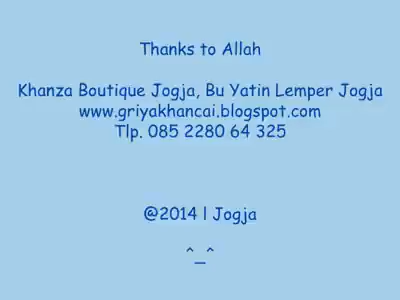 Thanks to Allah
Khanza Boutique Jogja, Bu Yatin Lemper Jogja
www.griyakhancai.blogspot.com
Tlp. 085 2280 64 325
@2014 l Jogja
^_^